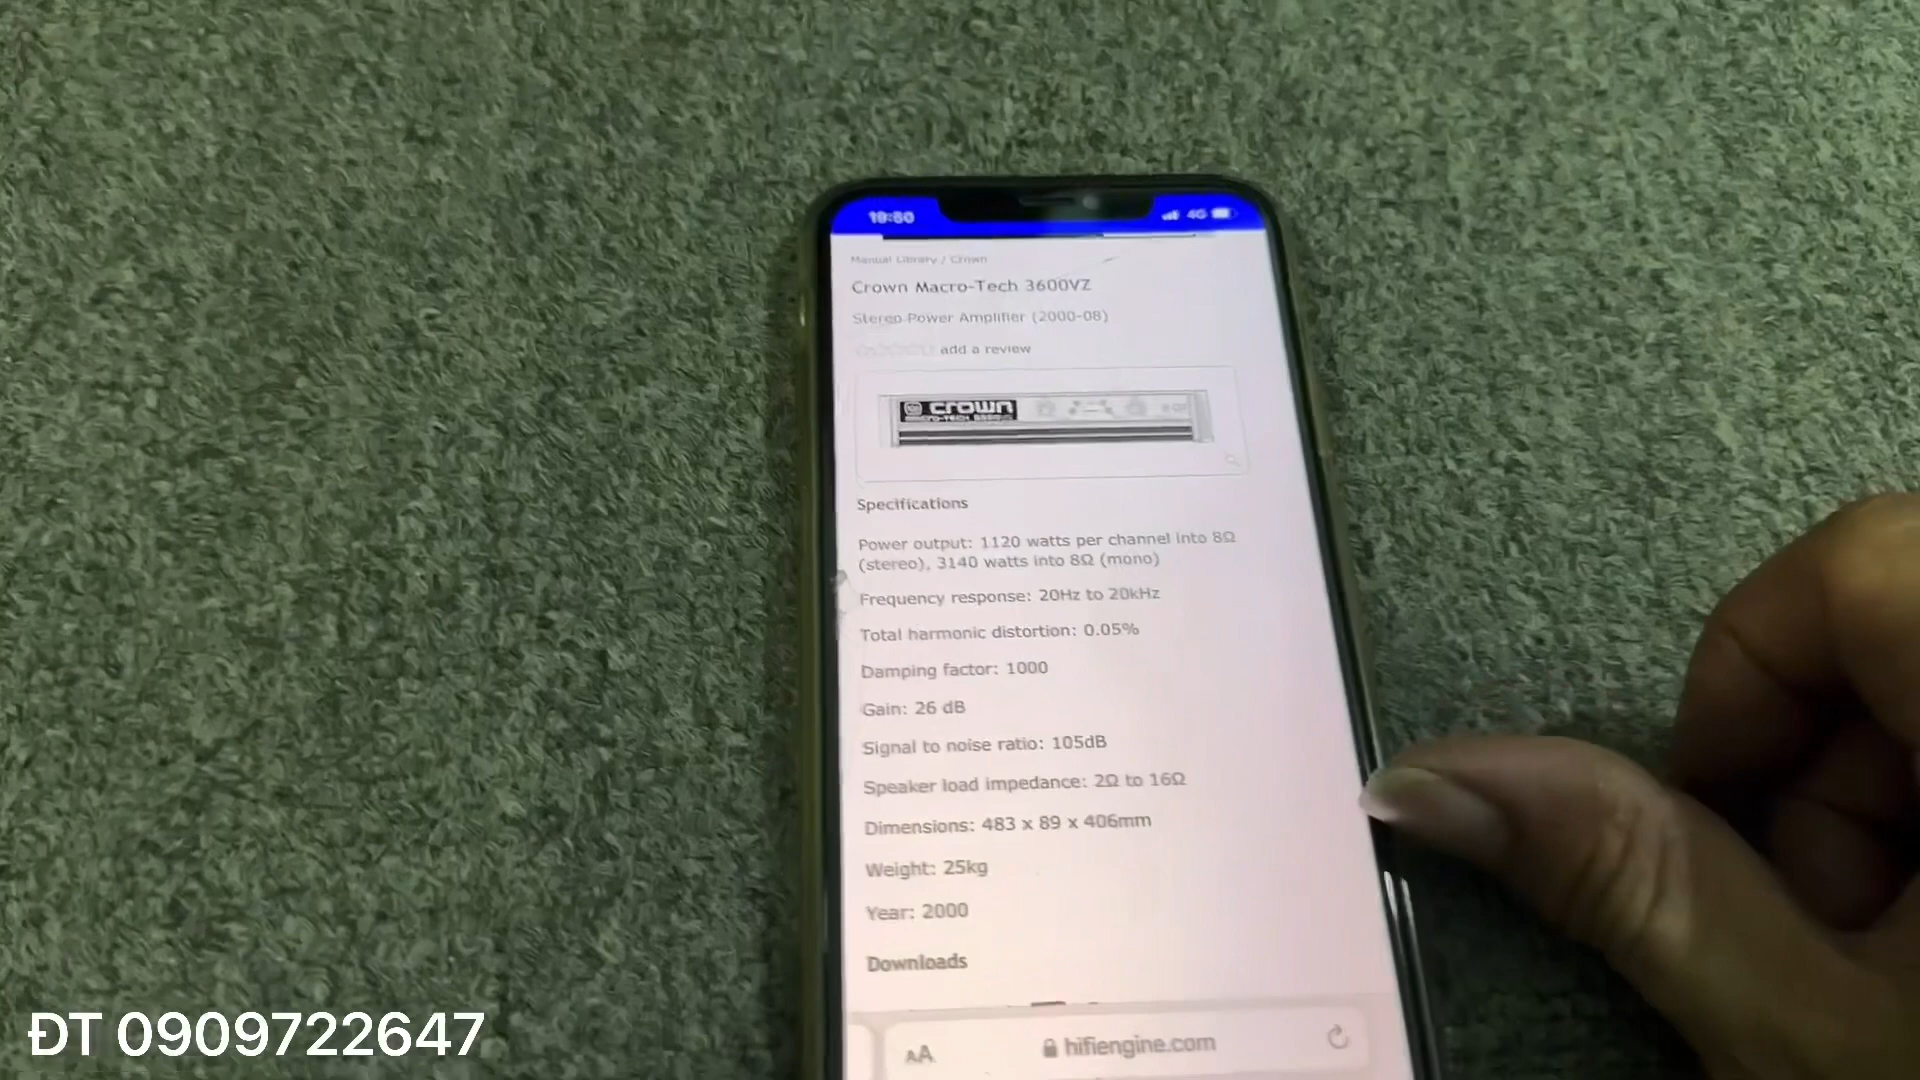 19:50
4G
Manual Library / Crown
Crown Macro-Tech 3600VZ
Stereo Power Amplifier (2000-08)
add a review
crown
Specifications
Power output: 1120 watts per channel into 8Ω
(stereo), 3140 watts into 8Ω (mono)
Frequency response: 20Hz to 20kHz
Total harmonic distortion: 0.05%
Damping factor: 1000
Gain: 26 dB
Signal to noise ratio: 105dB
Speaker load impedance: 2Ω to 16Ω
Dimensions: 483 x 89 x 406mm
Weight: 25kg
Year: 2000
Downloads
AA
hifiengine.com
ĐT 0909722647